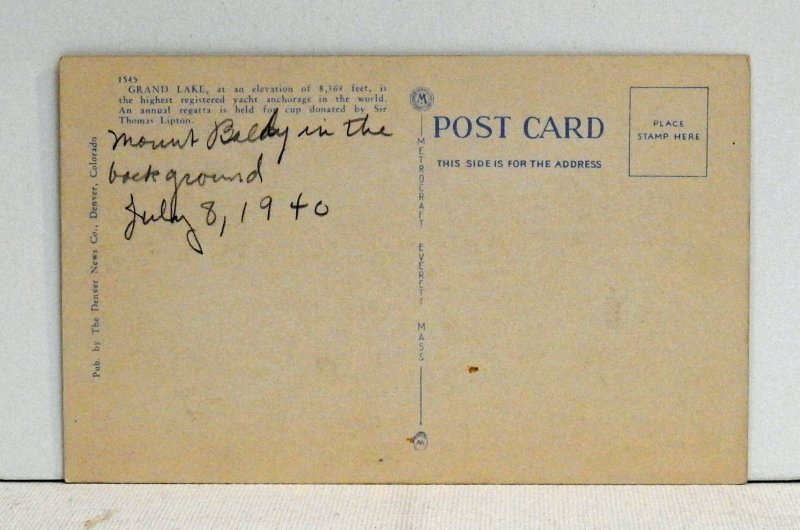 1545
GRAND LAKE, at an elevation of 8,369 feet, is
the highest registered yacht anchorage in the world.
An annual regatta is held for cup donated by Sir
Thomas Lipton.
Mount Baldy in the
background
July 8, 1940
Pub. by The Denver News Co., Denver, Colorado
M
METROCRAFT EVERETT MASS
M
POST CARD
THIS SIDE IS FOR THE ADDRESS
PLACE
STAMP HERE